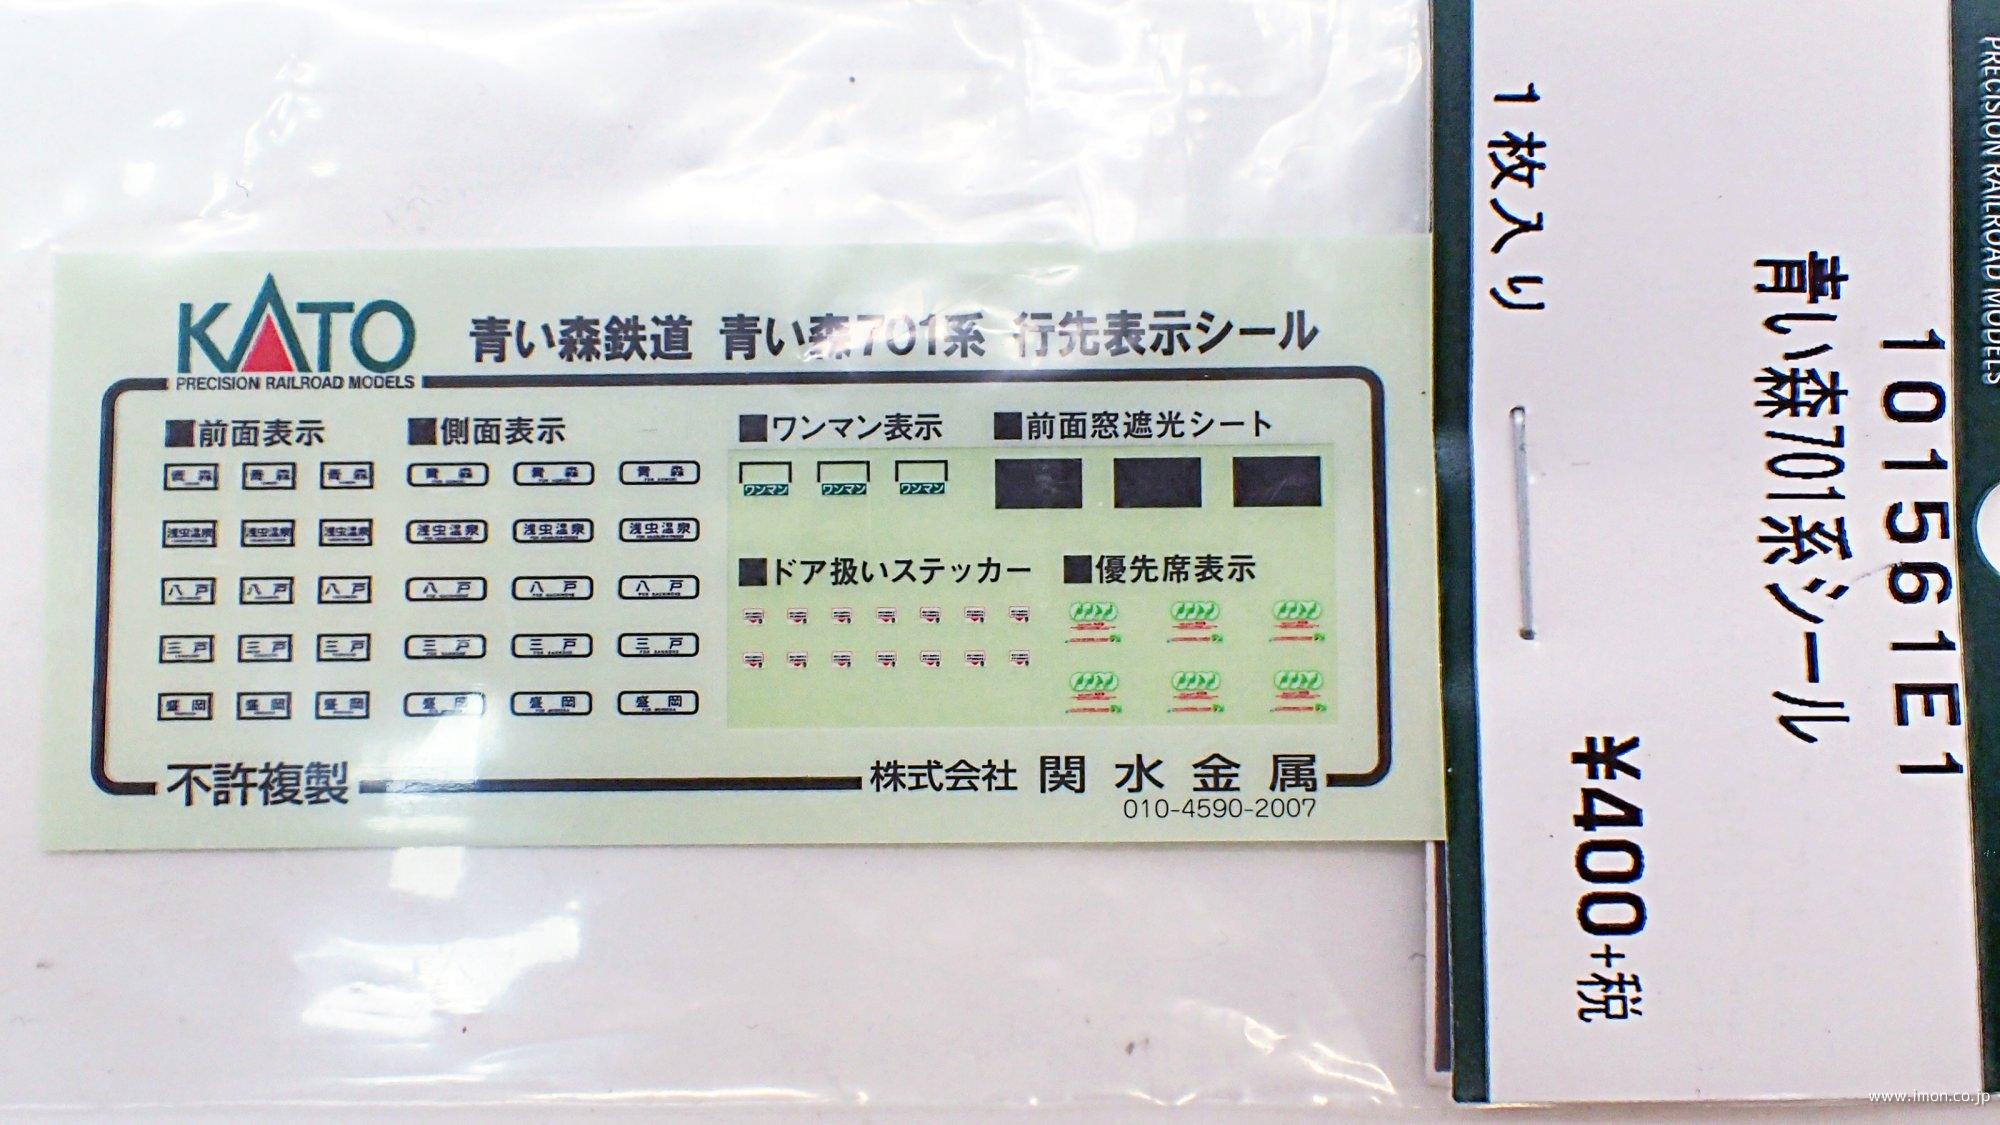 KATO
PRECISION RAILROAD MODELS
青い森鉄道 青い森701系 行先表示シール
■前面表示 ■側面表示 ■ワンマン表示 ■前面窓遮光シート
青森 青森 青森 青森 青森 青森 ワンマン ワンマン ワンマン
浅虫温泉 浅虫温泉 浅虫温泉 浅虫温泉 浅虫温泉 浅虫温泉
■ドア扱いステッカー ■優先席表示
八戸 八戸 八戸 八戸 八戸 八戸
三戸 三戸 三戸 三戸 三戸 三戸
盛岡 盛岡 盛岡 盛岡 盛岡 盛岡
不許複製
株式会社 関水金属
010-4590-2007
PRECISION RAILROAD MODELS
101561E1
青い森701系シール
¥400+税
1枚入り
www.imon.co.jp